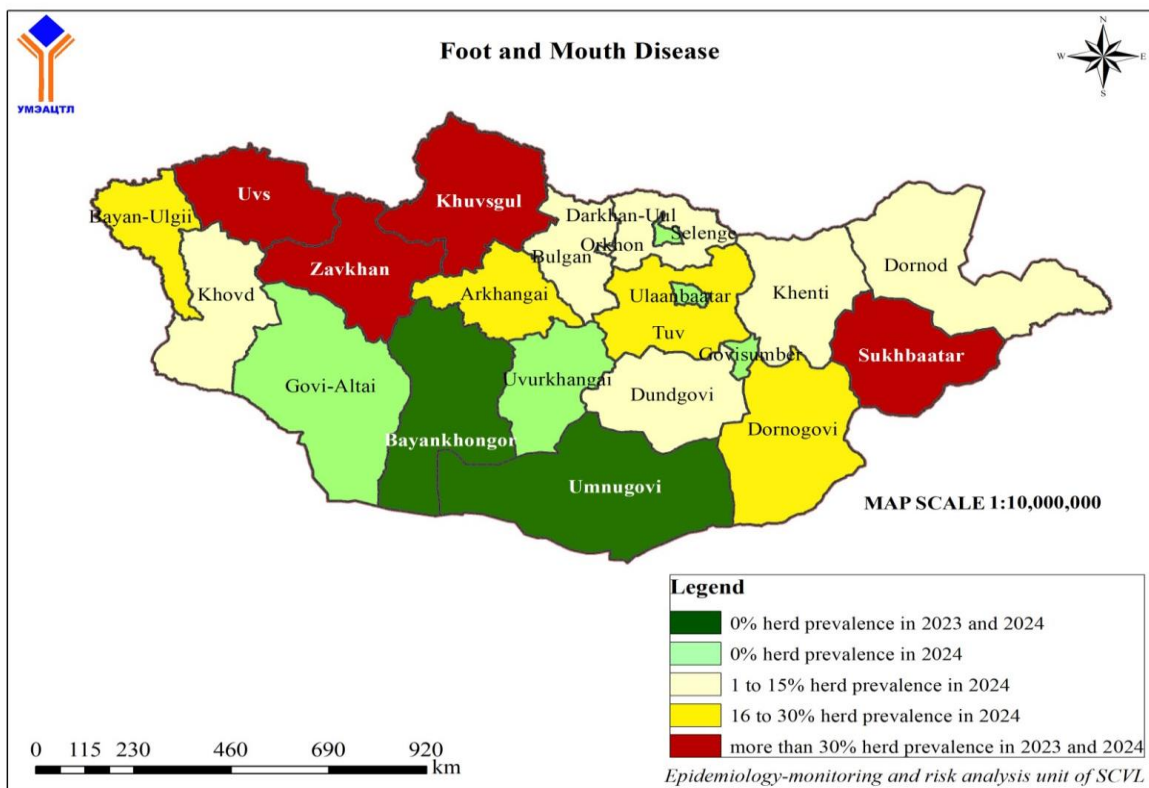 Foot and Mouth Disease
N
W E
S
УМЭАЦТЛ
Uvs
Khuvsgul
Bayan-Ulgii
Darkhan-Uul
Selenge
Orkhon
Bulgan
Dornod
Zavkhan
Khovd
Arkhangai
Ulaanbaatar
Khenti
Tuv
Govisumber
Sukhbaatar
Govi-Altai
Uvurkhangai
Dundgovi
Dornogovi
Bayankhongor
Umnugovi
MAP SCALE 1:10,000,000
Legend
0% herd prevalence in 2023 and 2024
0% herd prevalence in 2024
1 to 15% herd prevalence in 2024
16 to 30% herd prevalence in 2024
more than 30% herd prevalence in 2023 and 2024
0 115 230 460 690 920
km
Epidemiology-monitoring and risk analysis unit of SCVL